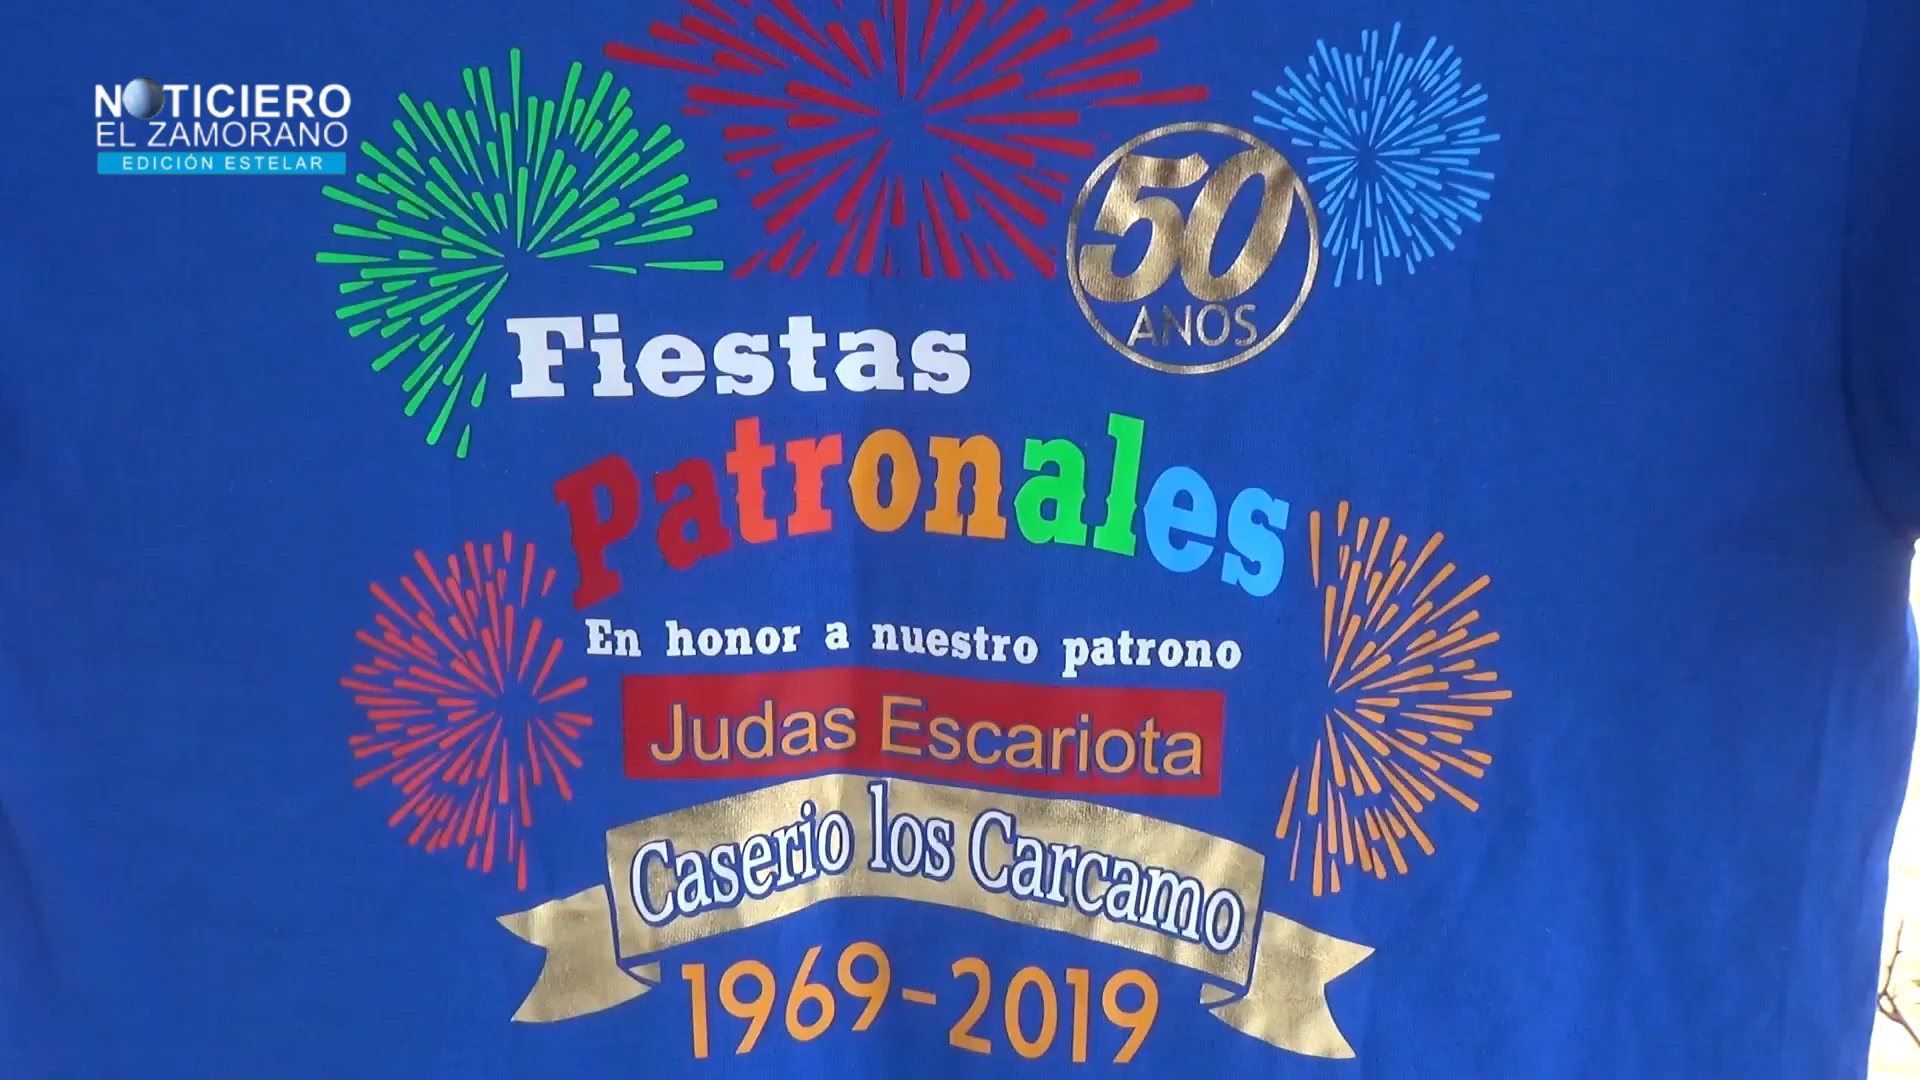 NOTICIERO
EL ZAMORANO
EDICIÓN ESTELAR
50
AÑOS
Fiestas
Patronales
En honor a nuestro patrono
Judas Escariota
Caserio los Carcamo
1969-2019